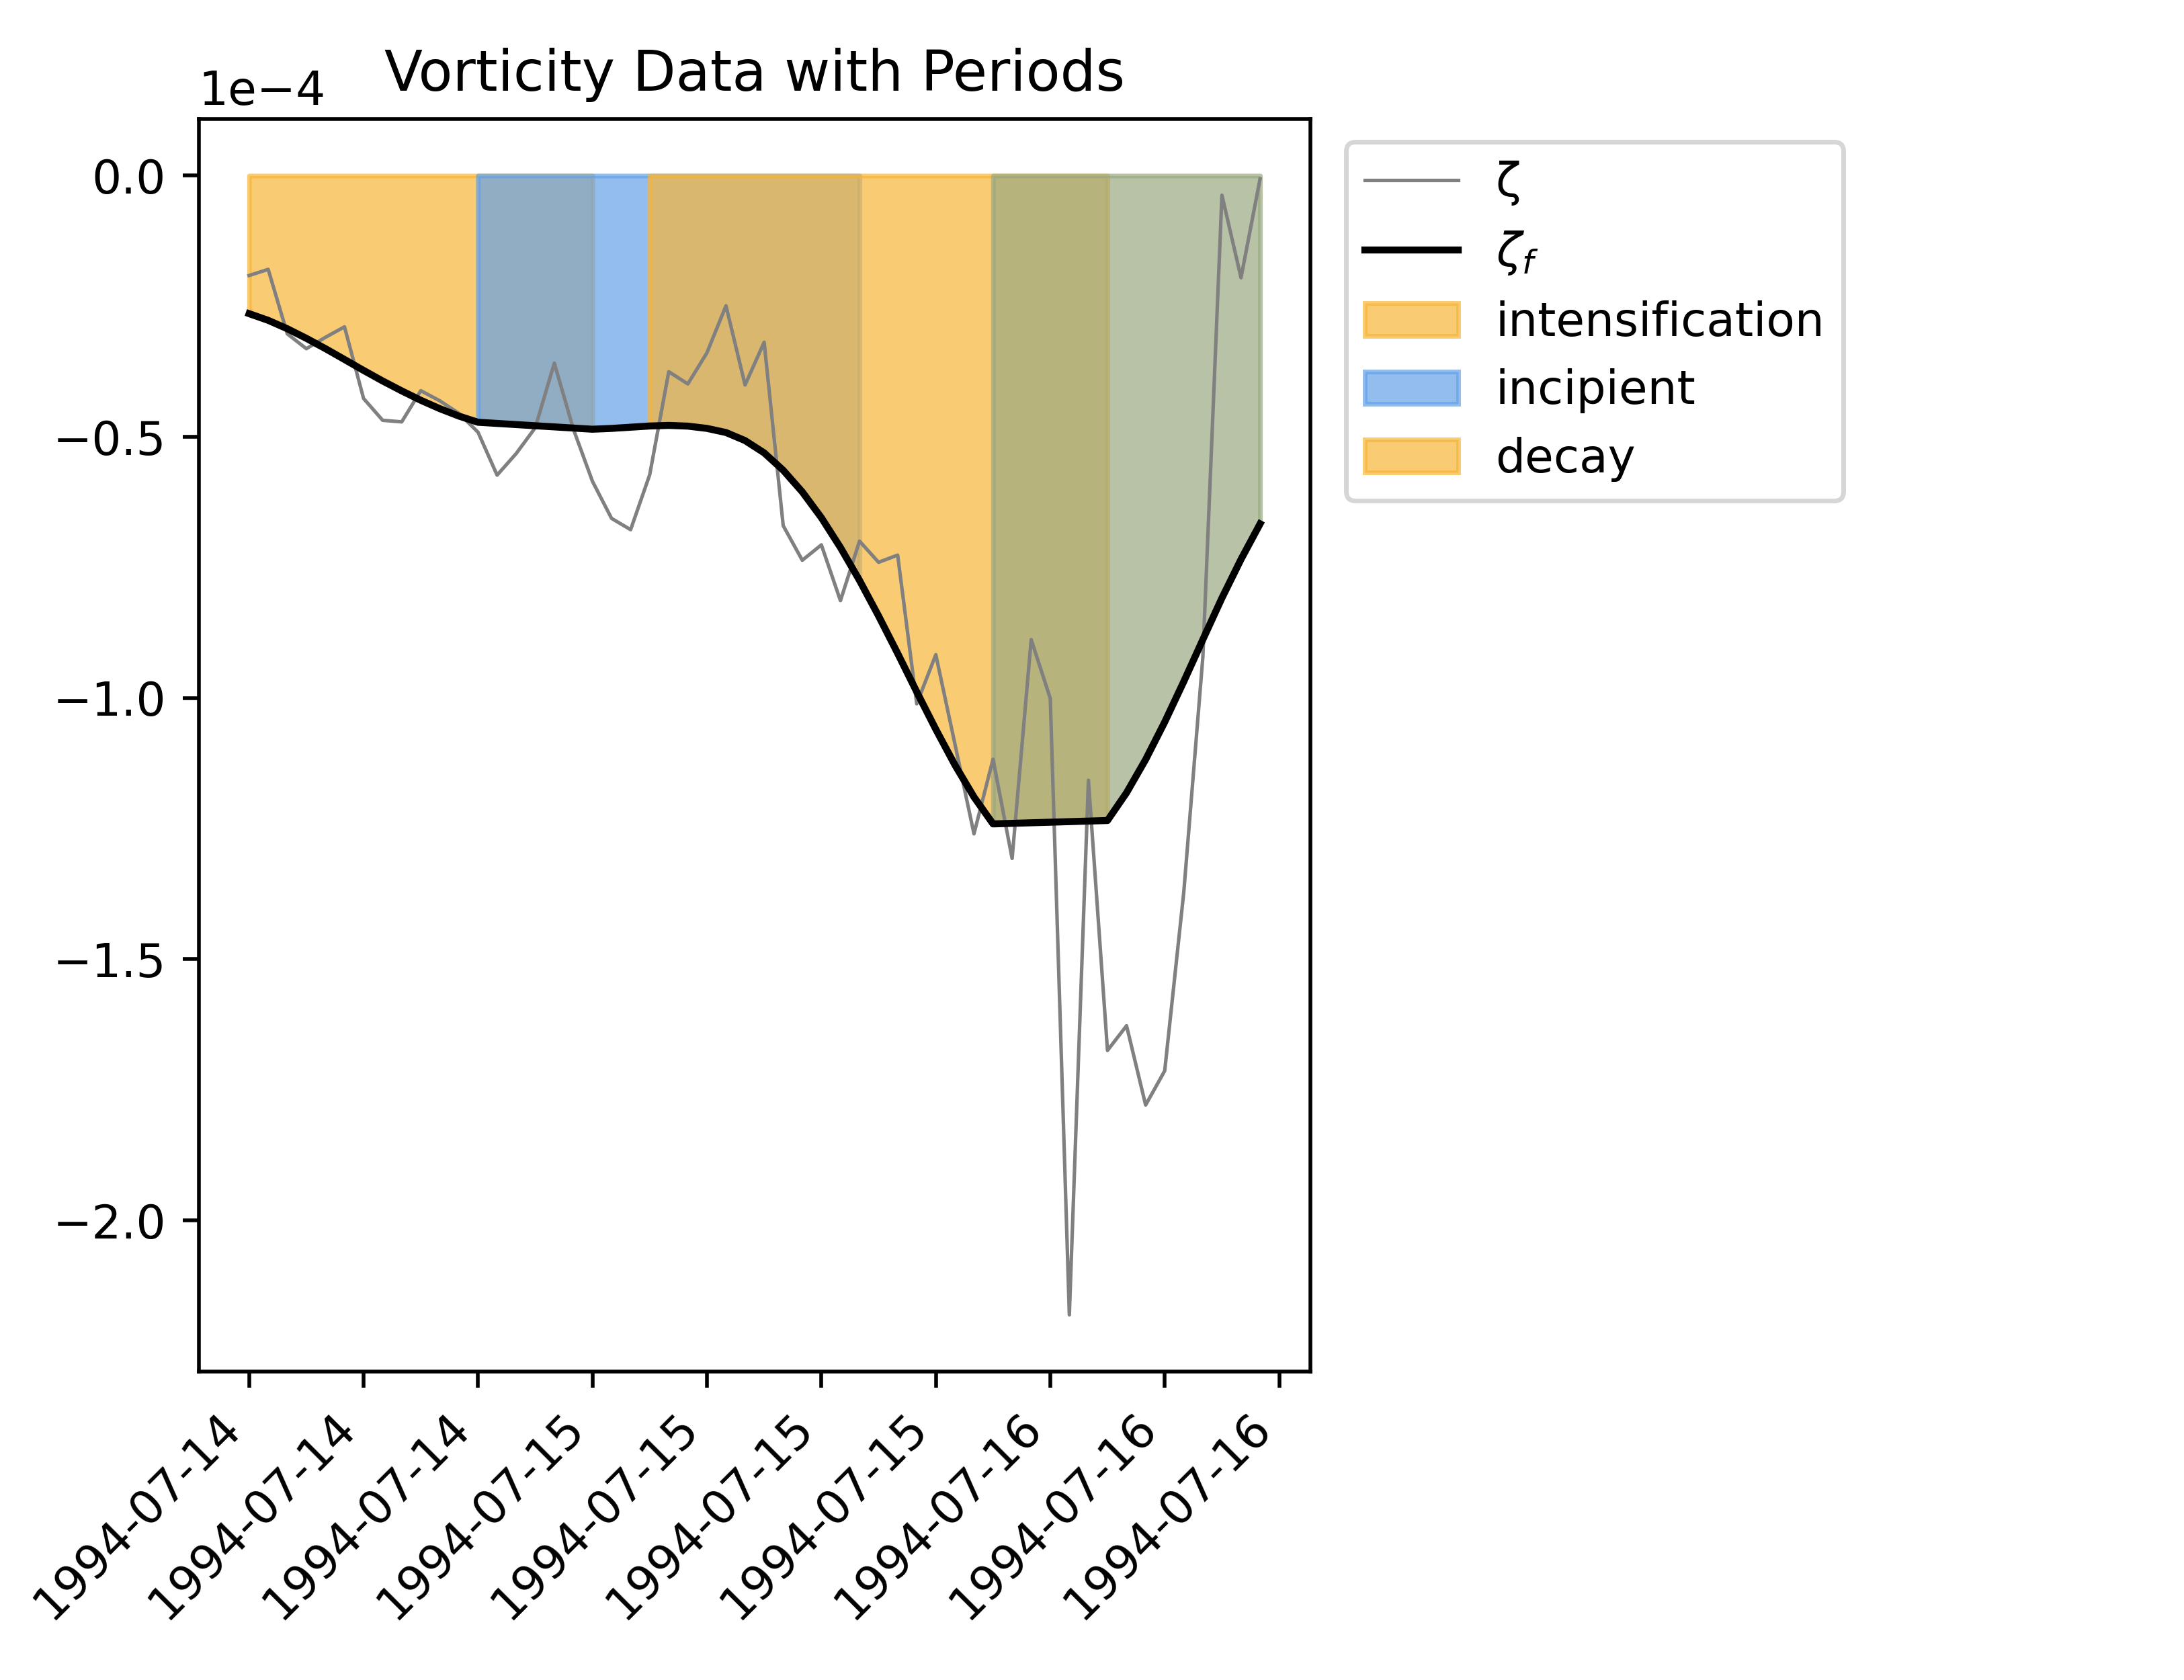 Vorticity Data with Periods
1e−4
0.0
−0.5
−1.0
−1.5
−2.0
1994-07-14
1994-07-14
1994-07-14
1994-07-15
1994-07-15
1994-07-15
1994-07-15
1994-07-16
1994-07-16
1994-07-16
ζ
ζf
intensification
incipient
decay